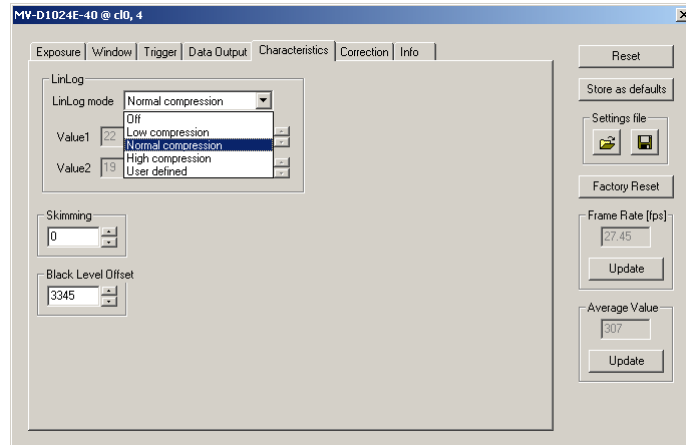 MV-D1024E-40 @ cl0, 4
Exposure Window Trigger Data Output Characteristics Correction Info
LinLog
LinLog mode Normal compression
Off
Low compression
Normal compression
High compression
User defined
Value1 22
Value2 19
Skimming
0
Black Level Offset
3345
Reset
Store as defaults
Settings file
Factory Reset
Frame Rate [fps]
27.45
Update
Average Value
307
Update